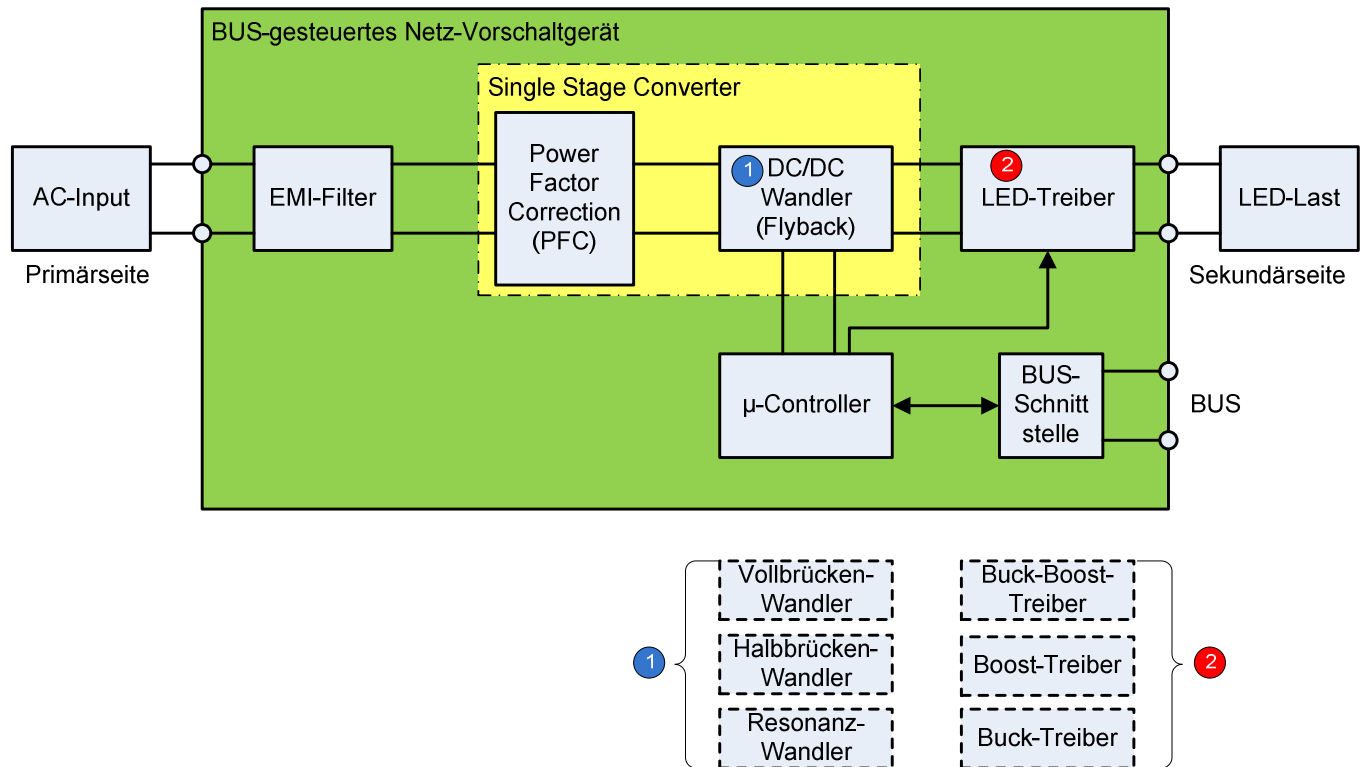 BUS-gesteuertes Netz-Vorschaltgerät
Single Stage Converter
AC-Input
Primärseite
EMI-Filter
Power
Factor
Correction
(PFC)
1
DC/DC
Wandler
(Flyback)
2
LED-Treiber
LED-Last
Sekundärseite
µ-Controller
BUS-
Schnitt
stelle
BUS
1
Vollbrücken-
Wandler
Halbbrücken-
Wandler
Resonanz-
Wandler
Buck-Boost-
Treiber
Boost-Treiber
Buck-Treiber
2